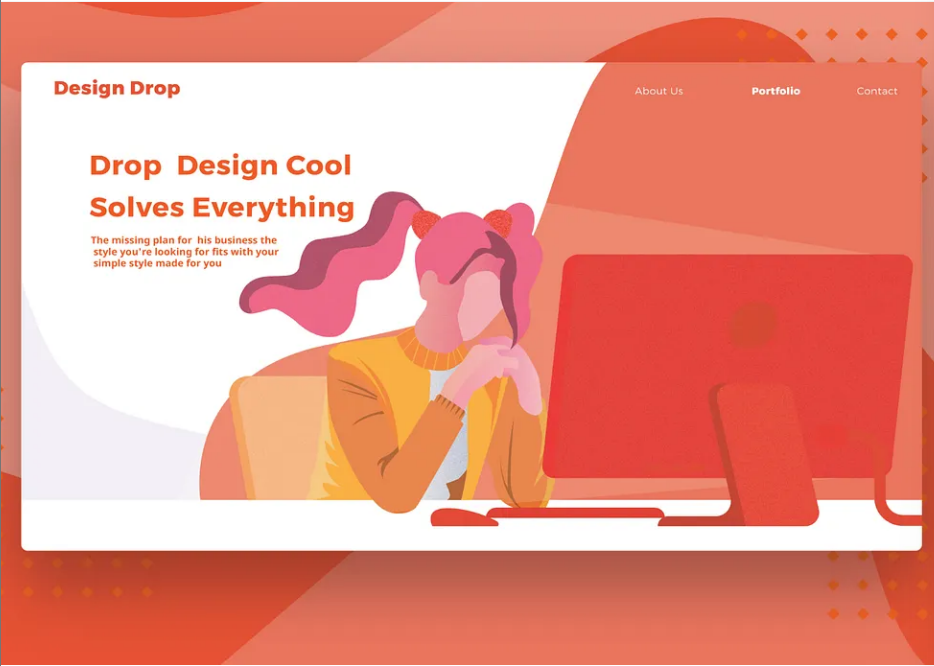 Design Drop
About Us
Portfolio
Contact
Drop  Design Cool
Solves Everything
The missing plan for  his business the
style you're looking for fits with your
simple style made for you